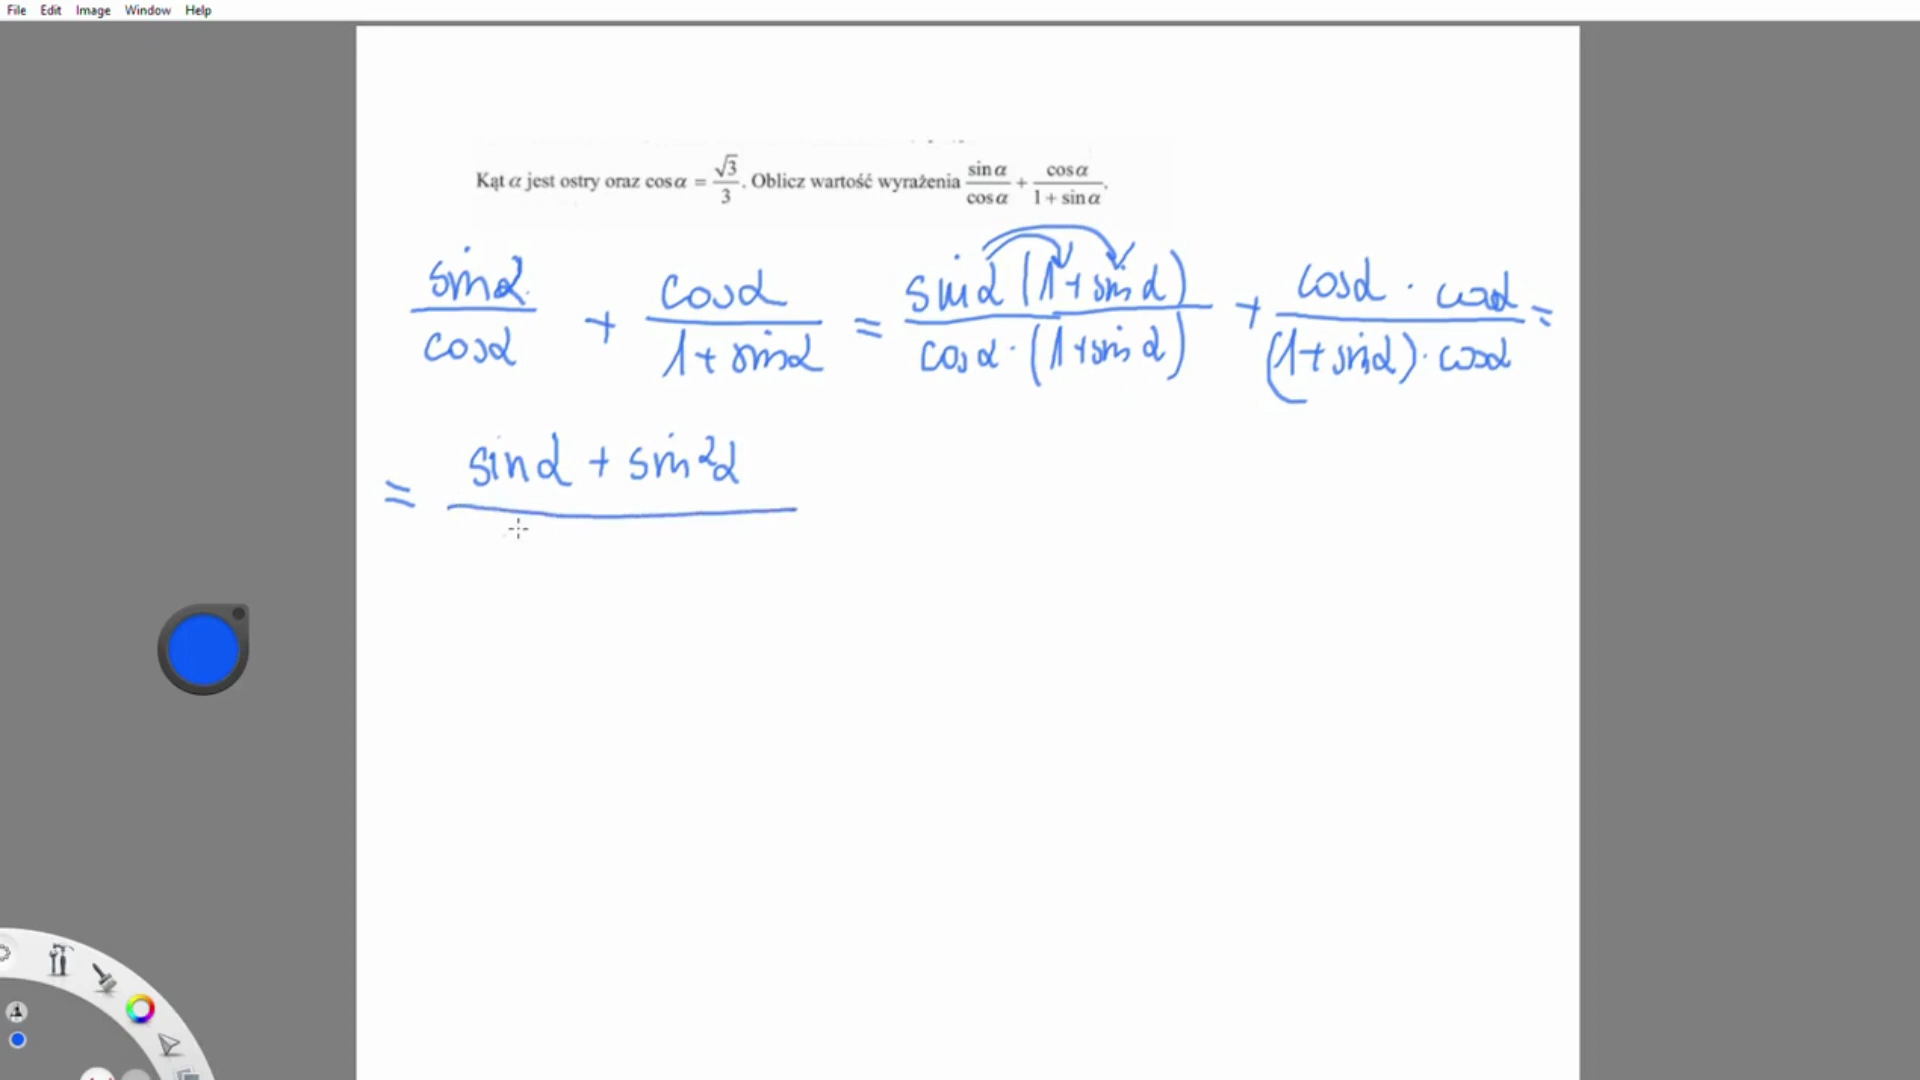 File Edit Image Window Help
Kąt α jest ostry oraz cos α = √3/3. Oblicz wartość wyrażenia sin α/cos α + cos α/(1 + sin α).
sinα/cosα + cosα/(1+sinα) = sinα(1+sinα)/(cosα·(1+sinα)) + cosα·cosα/((1+sinα)·cosα) =
= sinα + sin²α